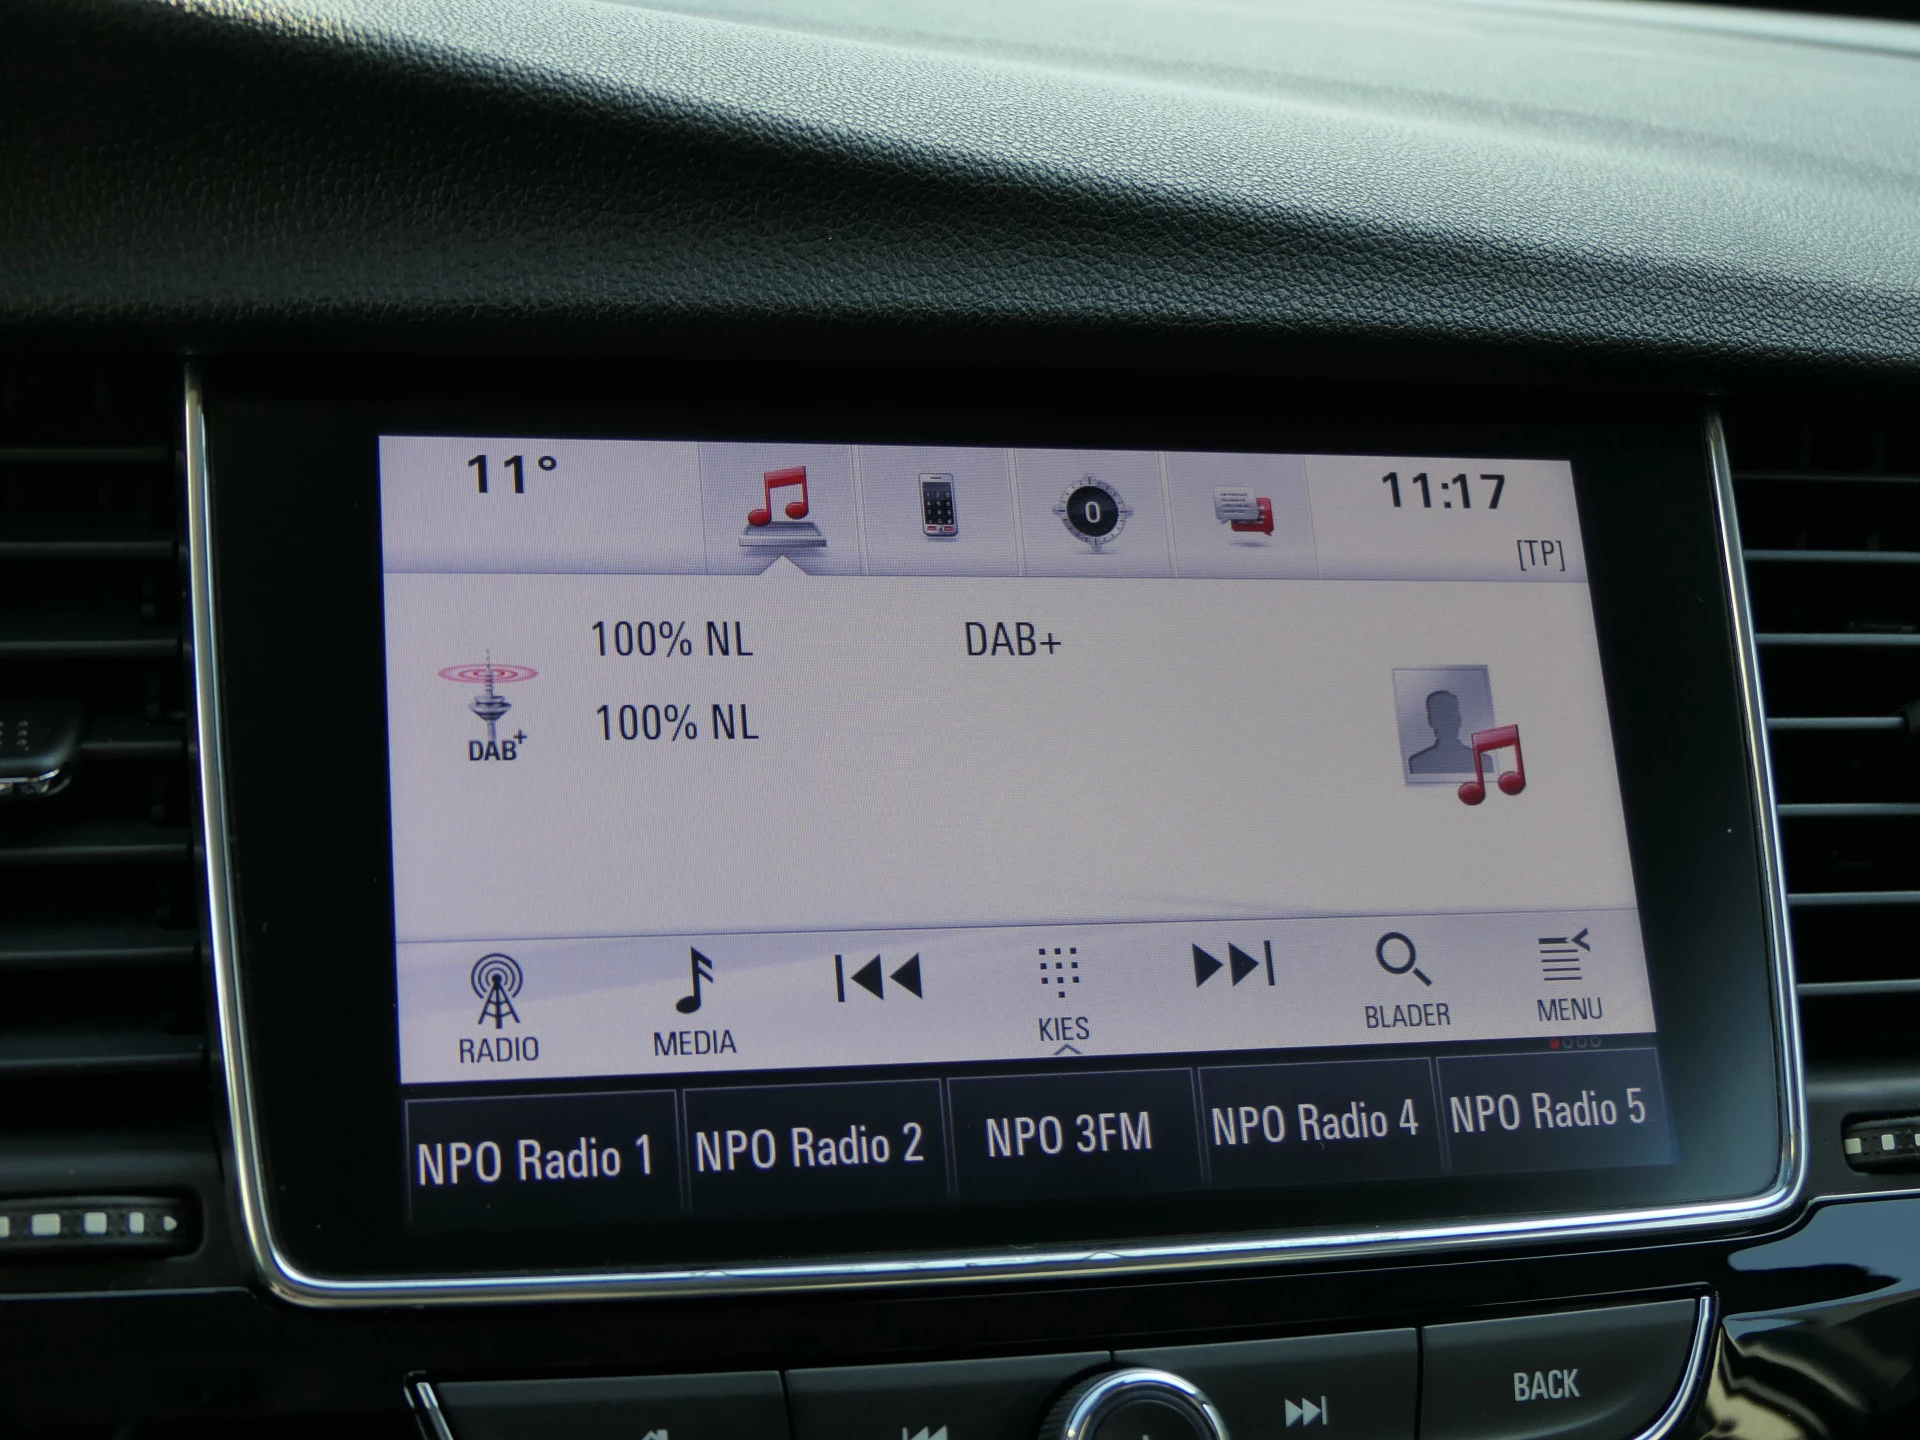 11°
0
11:17
[TP]
100% NL
DAB+
100% NL
DAB+
RADIO
MEDIA
KIES
BLADER
MENU
NPO Radio 1
NPO Radio 2
NPO 3FM
NPO Radio 4
NPO Radio 5
BACK